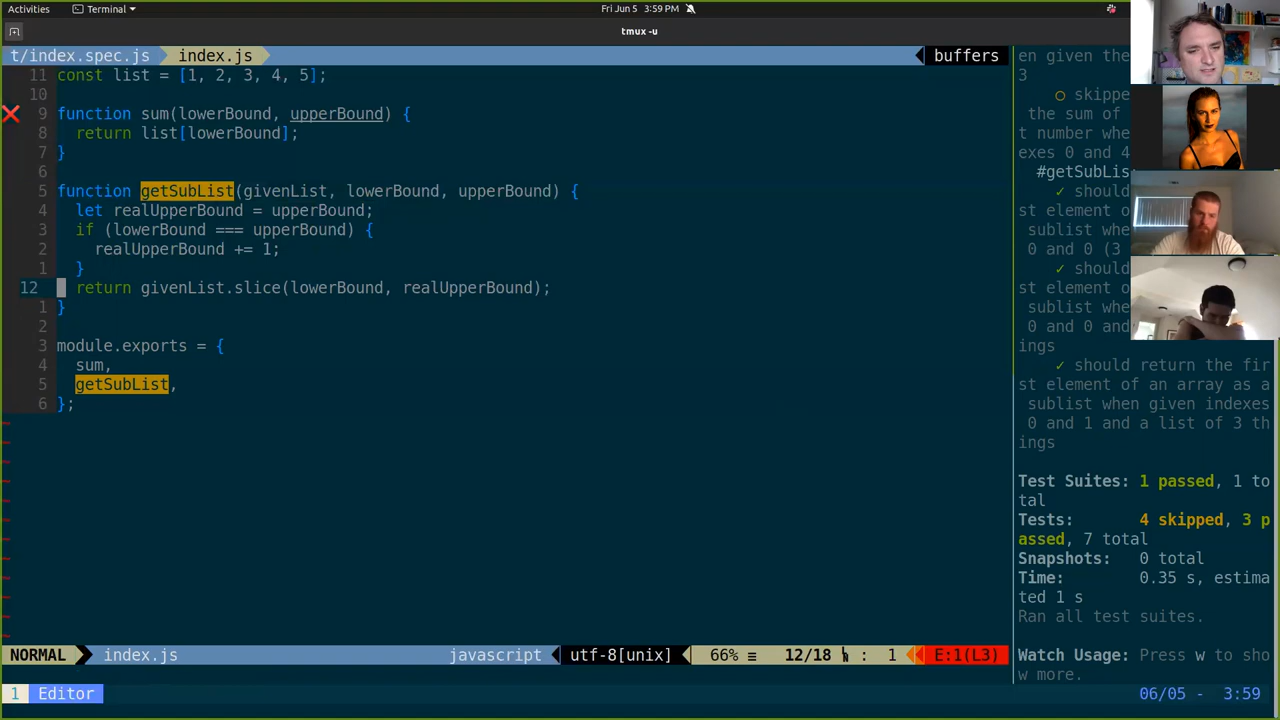 Activities
Terminal
Fri Jun 5 3:59 PM
tmux -u
t/index.spec.js
index.js
buffers
11 const list = [1, 2, 3, 4, 5];
10
9 function sum(lowerBound, upperBound) {
8 return list[lowerBound];
7 }
6
5 function getSubList(givenList, lowerBound, upperBound) {
4 let realUpperBound = upperBound;
3 if (lowerBound === upperBound) {
2 realUpperBound += 1;
1 }
12 return givenList.slice(lowerBound, realUpperBound);
1 }
2
3 module.exports = {
4 sum,
5 getSubList,
6 };
~
~
~
~
~
~
~
~
~
~
~
~
NORMAL index.js javascript utf-8[unix] 66% ≡ 12/18 : 1 E:1(L3)
1 Editor
en given the
3
○ skippe
the sum of
t number whe
exes 0 and 4
#getSubLis
✓ should
st element o
sublist whe
0 and 0 (3
✓ should
st element o
sublist whe
0 and 0 and
ings
✓ should return the fir
st element of an array as a
sublist when given indexes
0 and 1 and a list of 3 th
ings
Test Suites: 1 passed, 1 to
tal
Tests: 4 skipped, 3 p
assed, 7 total
Snapshots: 0 total
Time: 0.35 s, estima
ted 1 s
Ran all test suites.
Watch Usage: Press w to sho
w more.
06/05 - 3:59